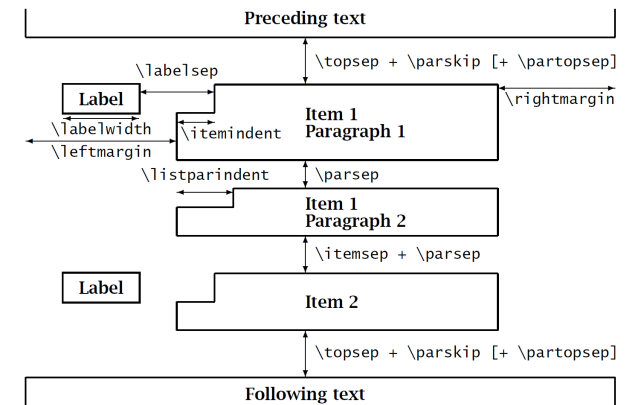 Preceding text
\topsep + \parskip [+ \partopsep]
\labelsep
Label
\rightmargin
Item 1
Paragraph 1
\labelwidth
\itemindent
\leftmargin
\listparindent
\parsep
Item 1
Paragraph 2
\itemsep + \parsep
Label
Item 2
\topsep + \parskip [+ \partopsep]
Following text